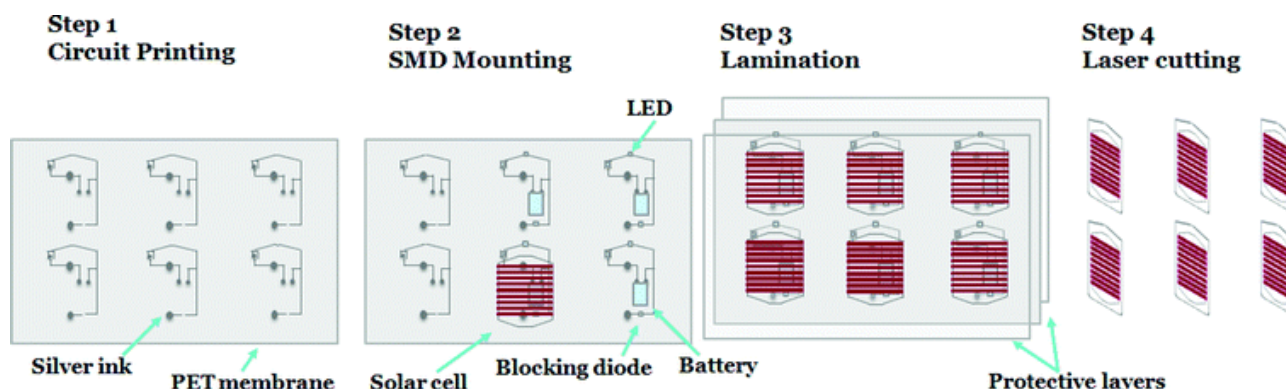 Step 1
Circuit Printing
Step 2
SMD Mounting
Step 3
Lamination
Step 4
Laser cutting
LED
Silver ink
PET membrane
Solar cell
Blocking diode
Battery
Protective layers